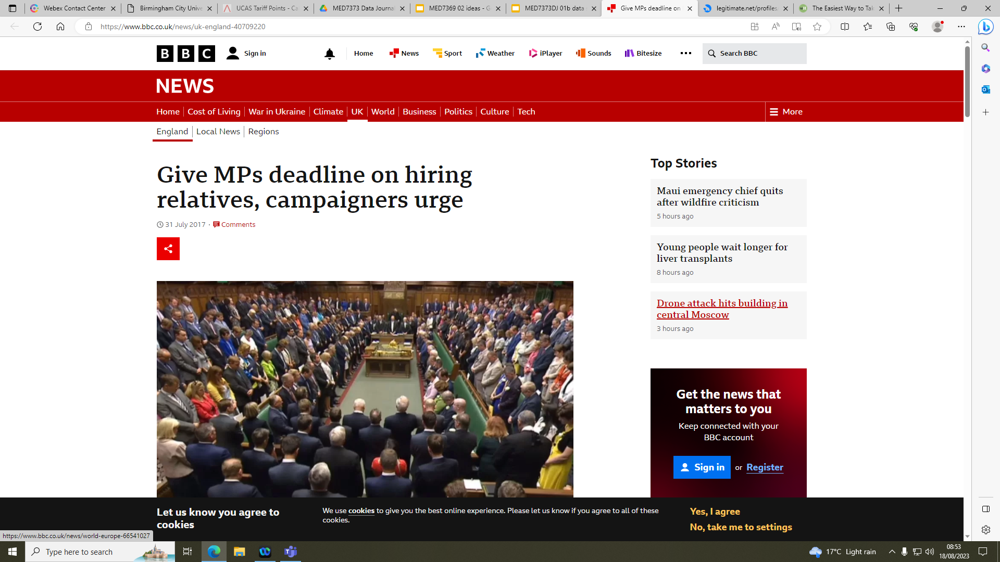 Webex Contact Center
Birmingham City Unive
UCAS Tariff Points - Ca
MED7373 Data Journal
MED7369 02 ideas - G
MED7373DJ 01b data
Give MPs deadline on
legitimate.net/profiles
The Easiest Way to Tak
https://www.bbc.co.uk/news/uk-england-40709220
BBC
Sign in
Home
News
Sport
Weather
iPlayer
Sounds
Bitesize
Search BBC
NEWS
Home
Cost of Living
War in Ukraine
Climate
UK
World
Business
Politics
Culture
Tech
More
England
Local News
Regions
Give MPs deadline on hiring
relatives, campaigners urge
31 July 2017
Comments
Top Stories
Maui emergency chief quits
after wildfire criticism
5 hours ago
Young people wait longer for
liver transplants
8 hours ago
Drone attack hits building in
central Moscow
3 hours ago
Get the news that
matters to you
Keep connected with your
BBC account
Sign in or Register
Let us know you agree to
cookies
We use cookies to give you the best online experience. Please let us know if you agree to all of these
cookies.
Yes, I agree
No, take me to settings
https://www.bbc.co.uk/news/world-europe-66541027
Type here to search
17°C Light rain
08:53
18/08/2023